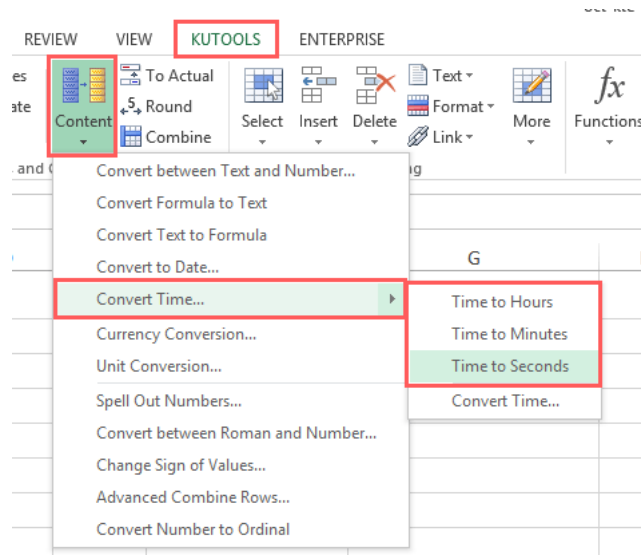 REVIEW VIEW KUTOOLS ENTERPRISE
es To Actual Text
ate Round Format
Content Combine Select Insert Delete Link More Functions
and
Convert between Text and Number...
Convert Formula to Text
Convert Text to Formula
Convert to Date...
G
Convert Time...
Time to Hours
Currency Conversion...
Time to Minutes
Unit Conversion...
Time to Seconds
Spell Out Numbers...
Convert Time...
Convert between Roman and Number...
Change Sign of Values...
Advanced Combine Rows...
Convert Number to Ordinal